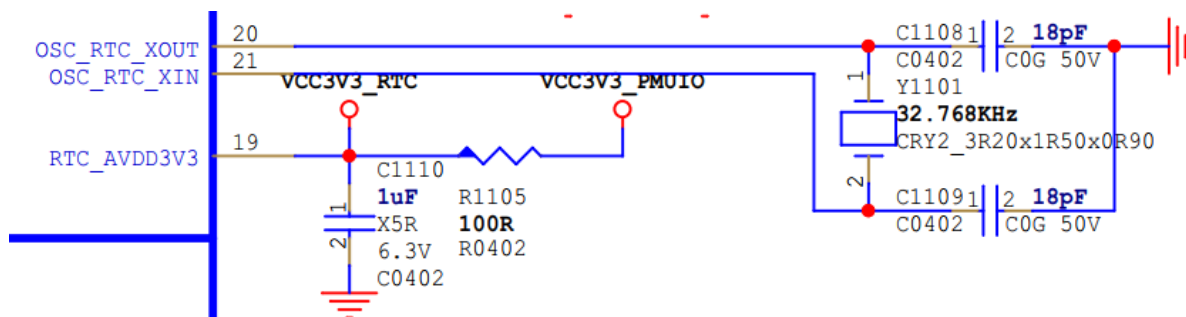 OSC_RTC_XOUT
20
OSC_RTC_XIN
21
VCC3V3_RTC
VCC3V3_PMUIO
RTC_AVDD3V3
19
C1110
1uF
X5R
6.3V
C0402
1
2
R1105
100R
R0402
C1108
1
2
18pF
C0402
C0G 50V
1
Y1101
32.768KHz
CRY2_3R20x1R50x0R90
2
C1109
1
2
18pF
C0402
C0G 50V